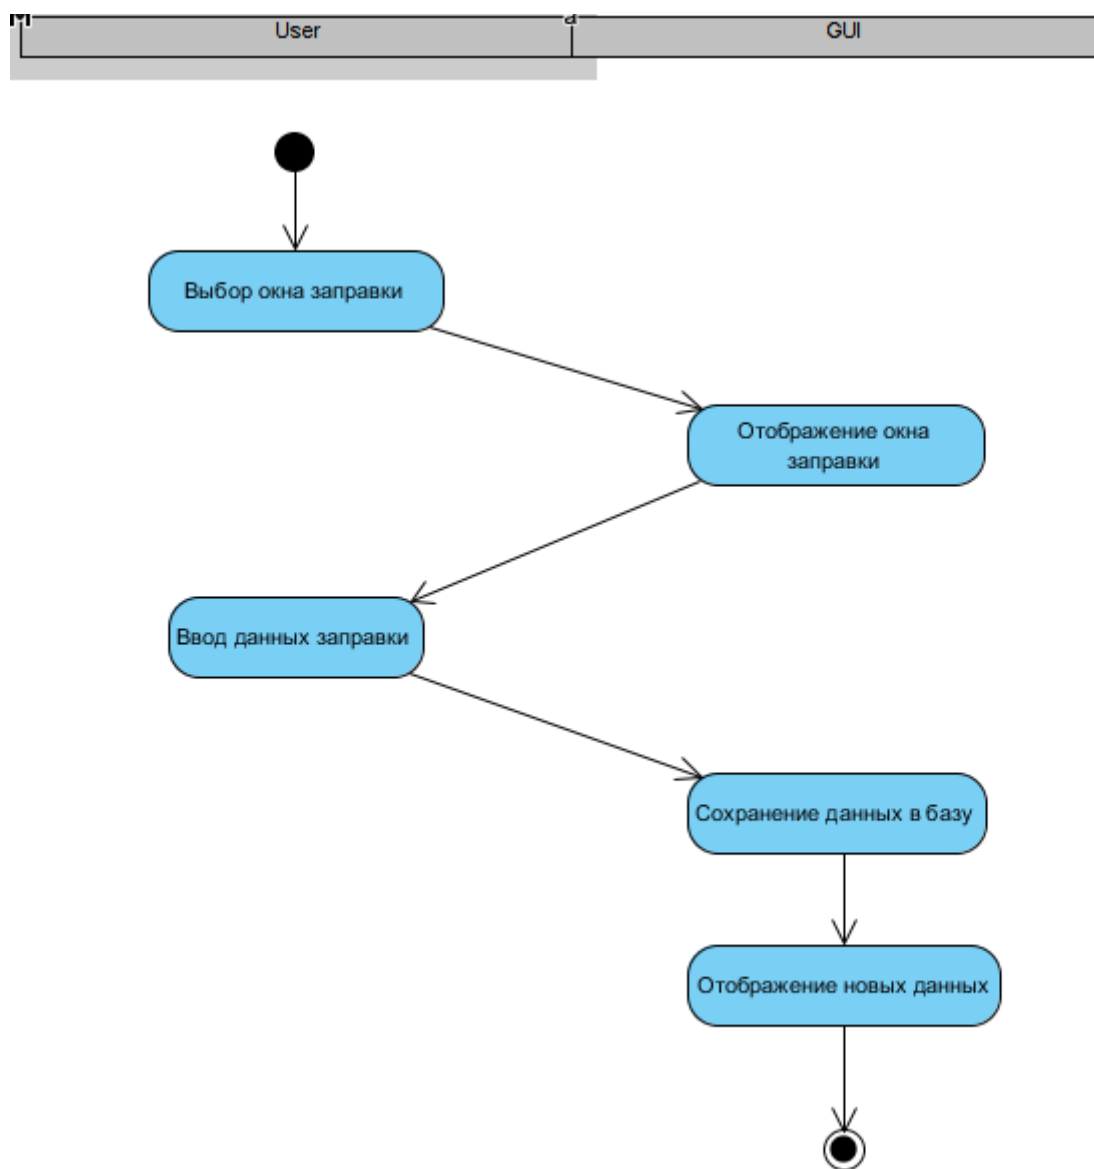 User
GUI
Выбор окна заправки
Отображение окна
заправки
Ввод данных заправки
Сохранение данных в базу
Отображение новых данных